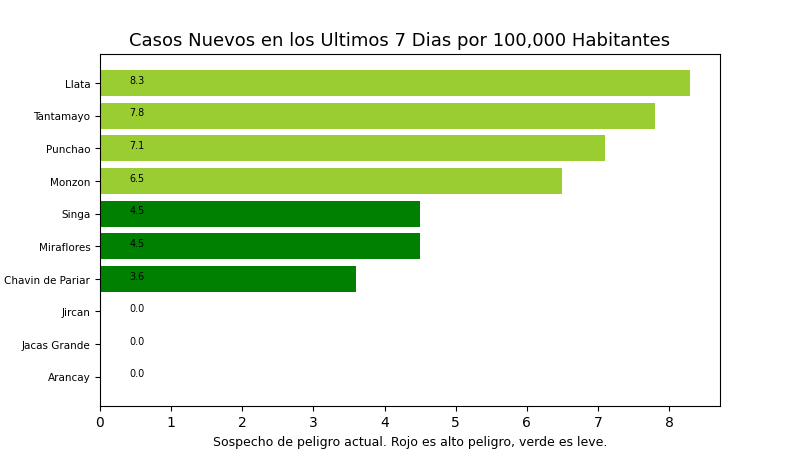 Casos Nuevos en los Ultimos 7 Dias por 100,000 Habitantes
Llata 8.3
Tantamayo 7.8
Punchao 7.1
Monzon 6.5
Singa 4.5
Miraflores 4.5
Chavin de Pariar 3.6
Jircan 0.0
Jacas Grande 0.0
Arancay 0.0
0 1 2 3 4 5 6 7 8
Sospecho de peligro actual. Rojo es alto peligro, verde es leve.